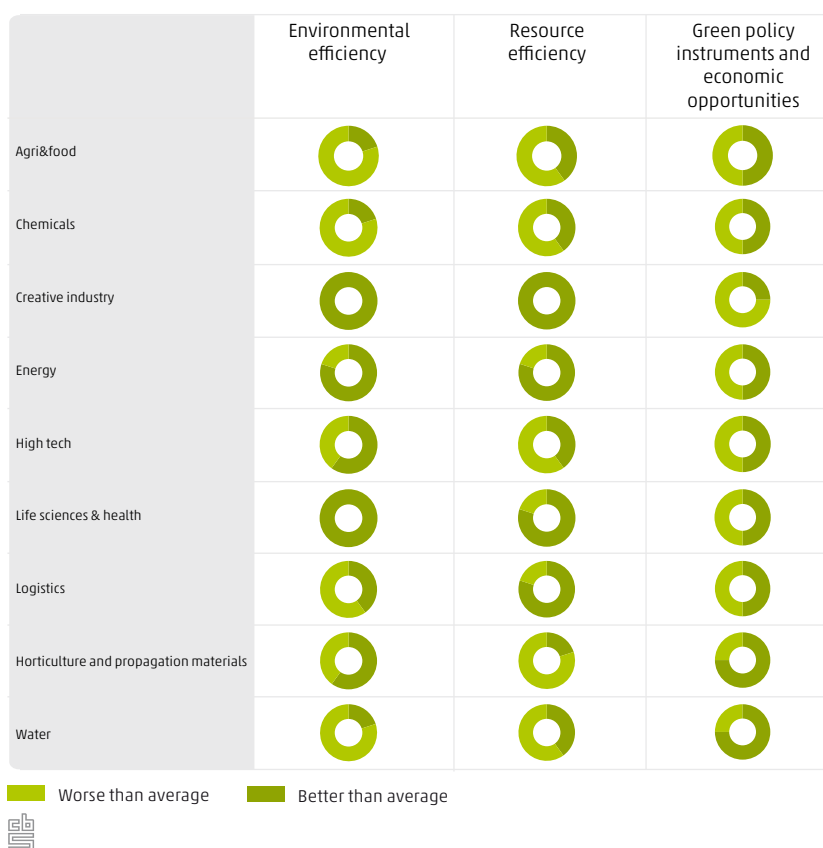 Environmental
efficiency
Resource
efficiency
Green policy
instruments and
economic
opportunities
Agri&food
Chemicals
Creative industry
Energy
High tech
Life sciences & health
Logistics
Horticulture and propagation materials
Water
Worse than average
Better than average
cbs